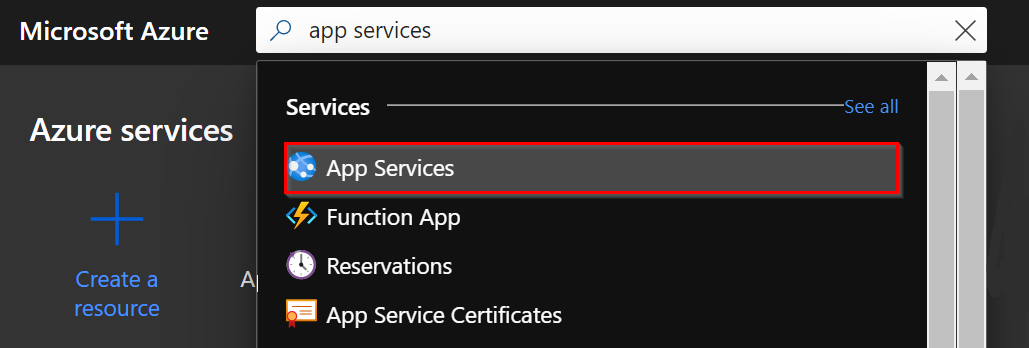 Microsoft Azure
app services
Azure services
Services
See all
App Services
Function App
Reservations
App Service Certificates
Create a
resource